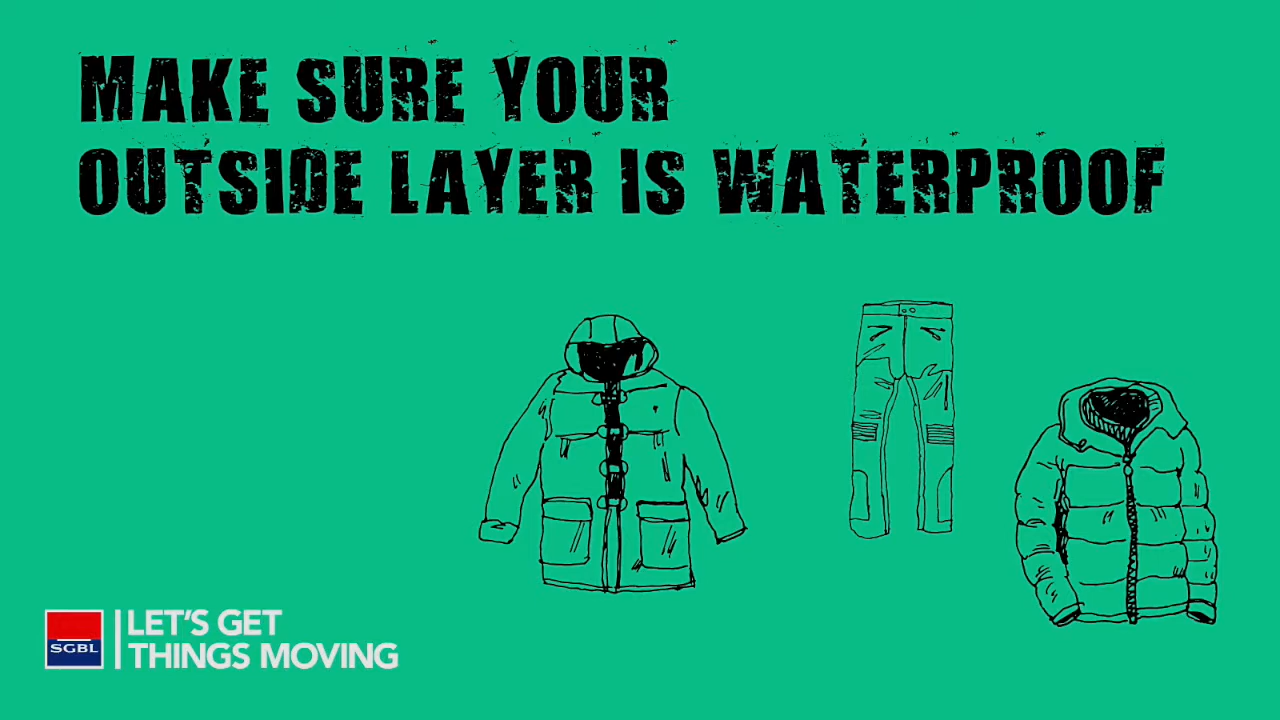 MAKE SURE YOUR
OUTSIDE LAYER IS WATERPROOF
SGBL
LET'S GET
THINGS MOVING